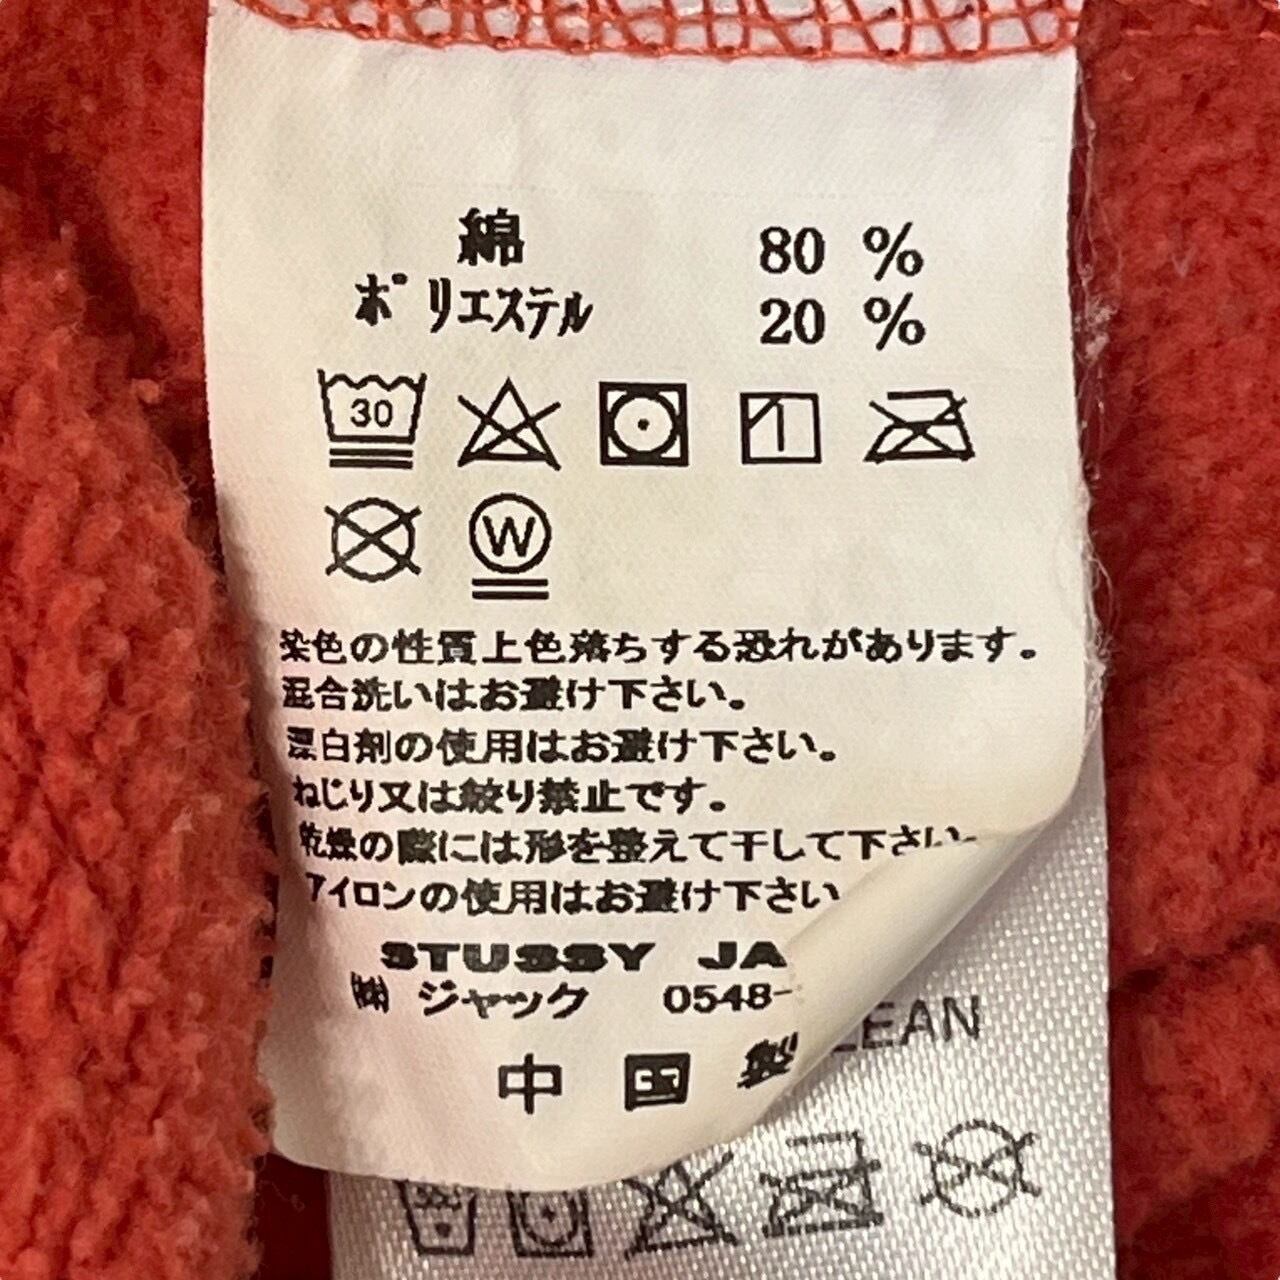 綿 80 %
ポリエステル 20 %
30
W
染色の性質上色落ちする恐れがあります。
混合洗いはお避け下さい。
漂白剤の使用はお避け下さい。
ねじり又は絞り禁止です。
乾燥の際には形を整えて干して下さい
アイロンの使用はお避け下さい
STUSSY JA
㈱ ジャック 0548-
中国製
LEAN
30